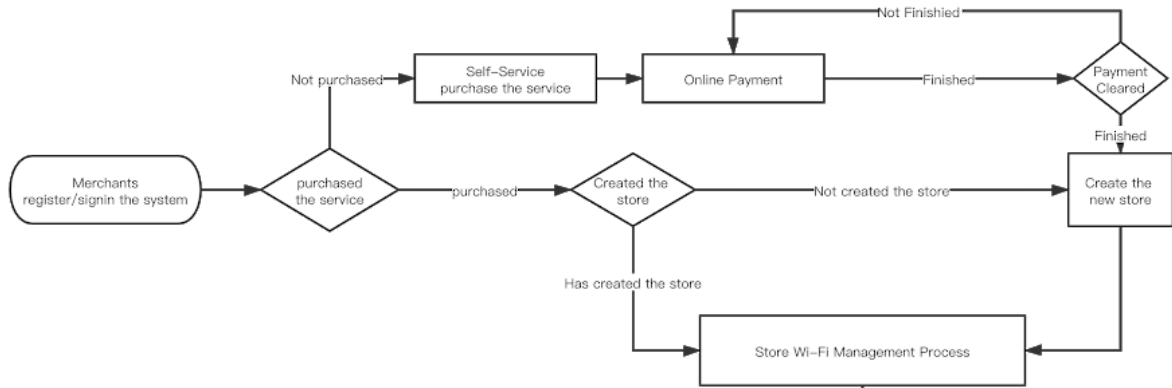 Not Finishied
Not purchased
Self-Service
purchase the service
Online Payment
Finished
Payment
Cleared
Finished
Merchants
register/signin the system
purchased
the service
purchased
Created the
store
Not created the store
Create the
new store
Has created the store
Store Wi-Fi Management Process